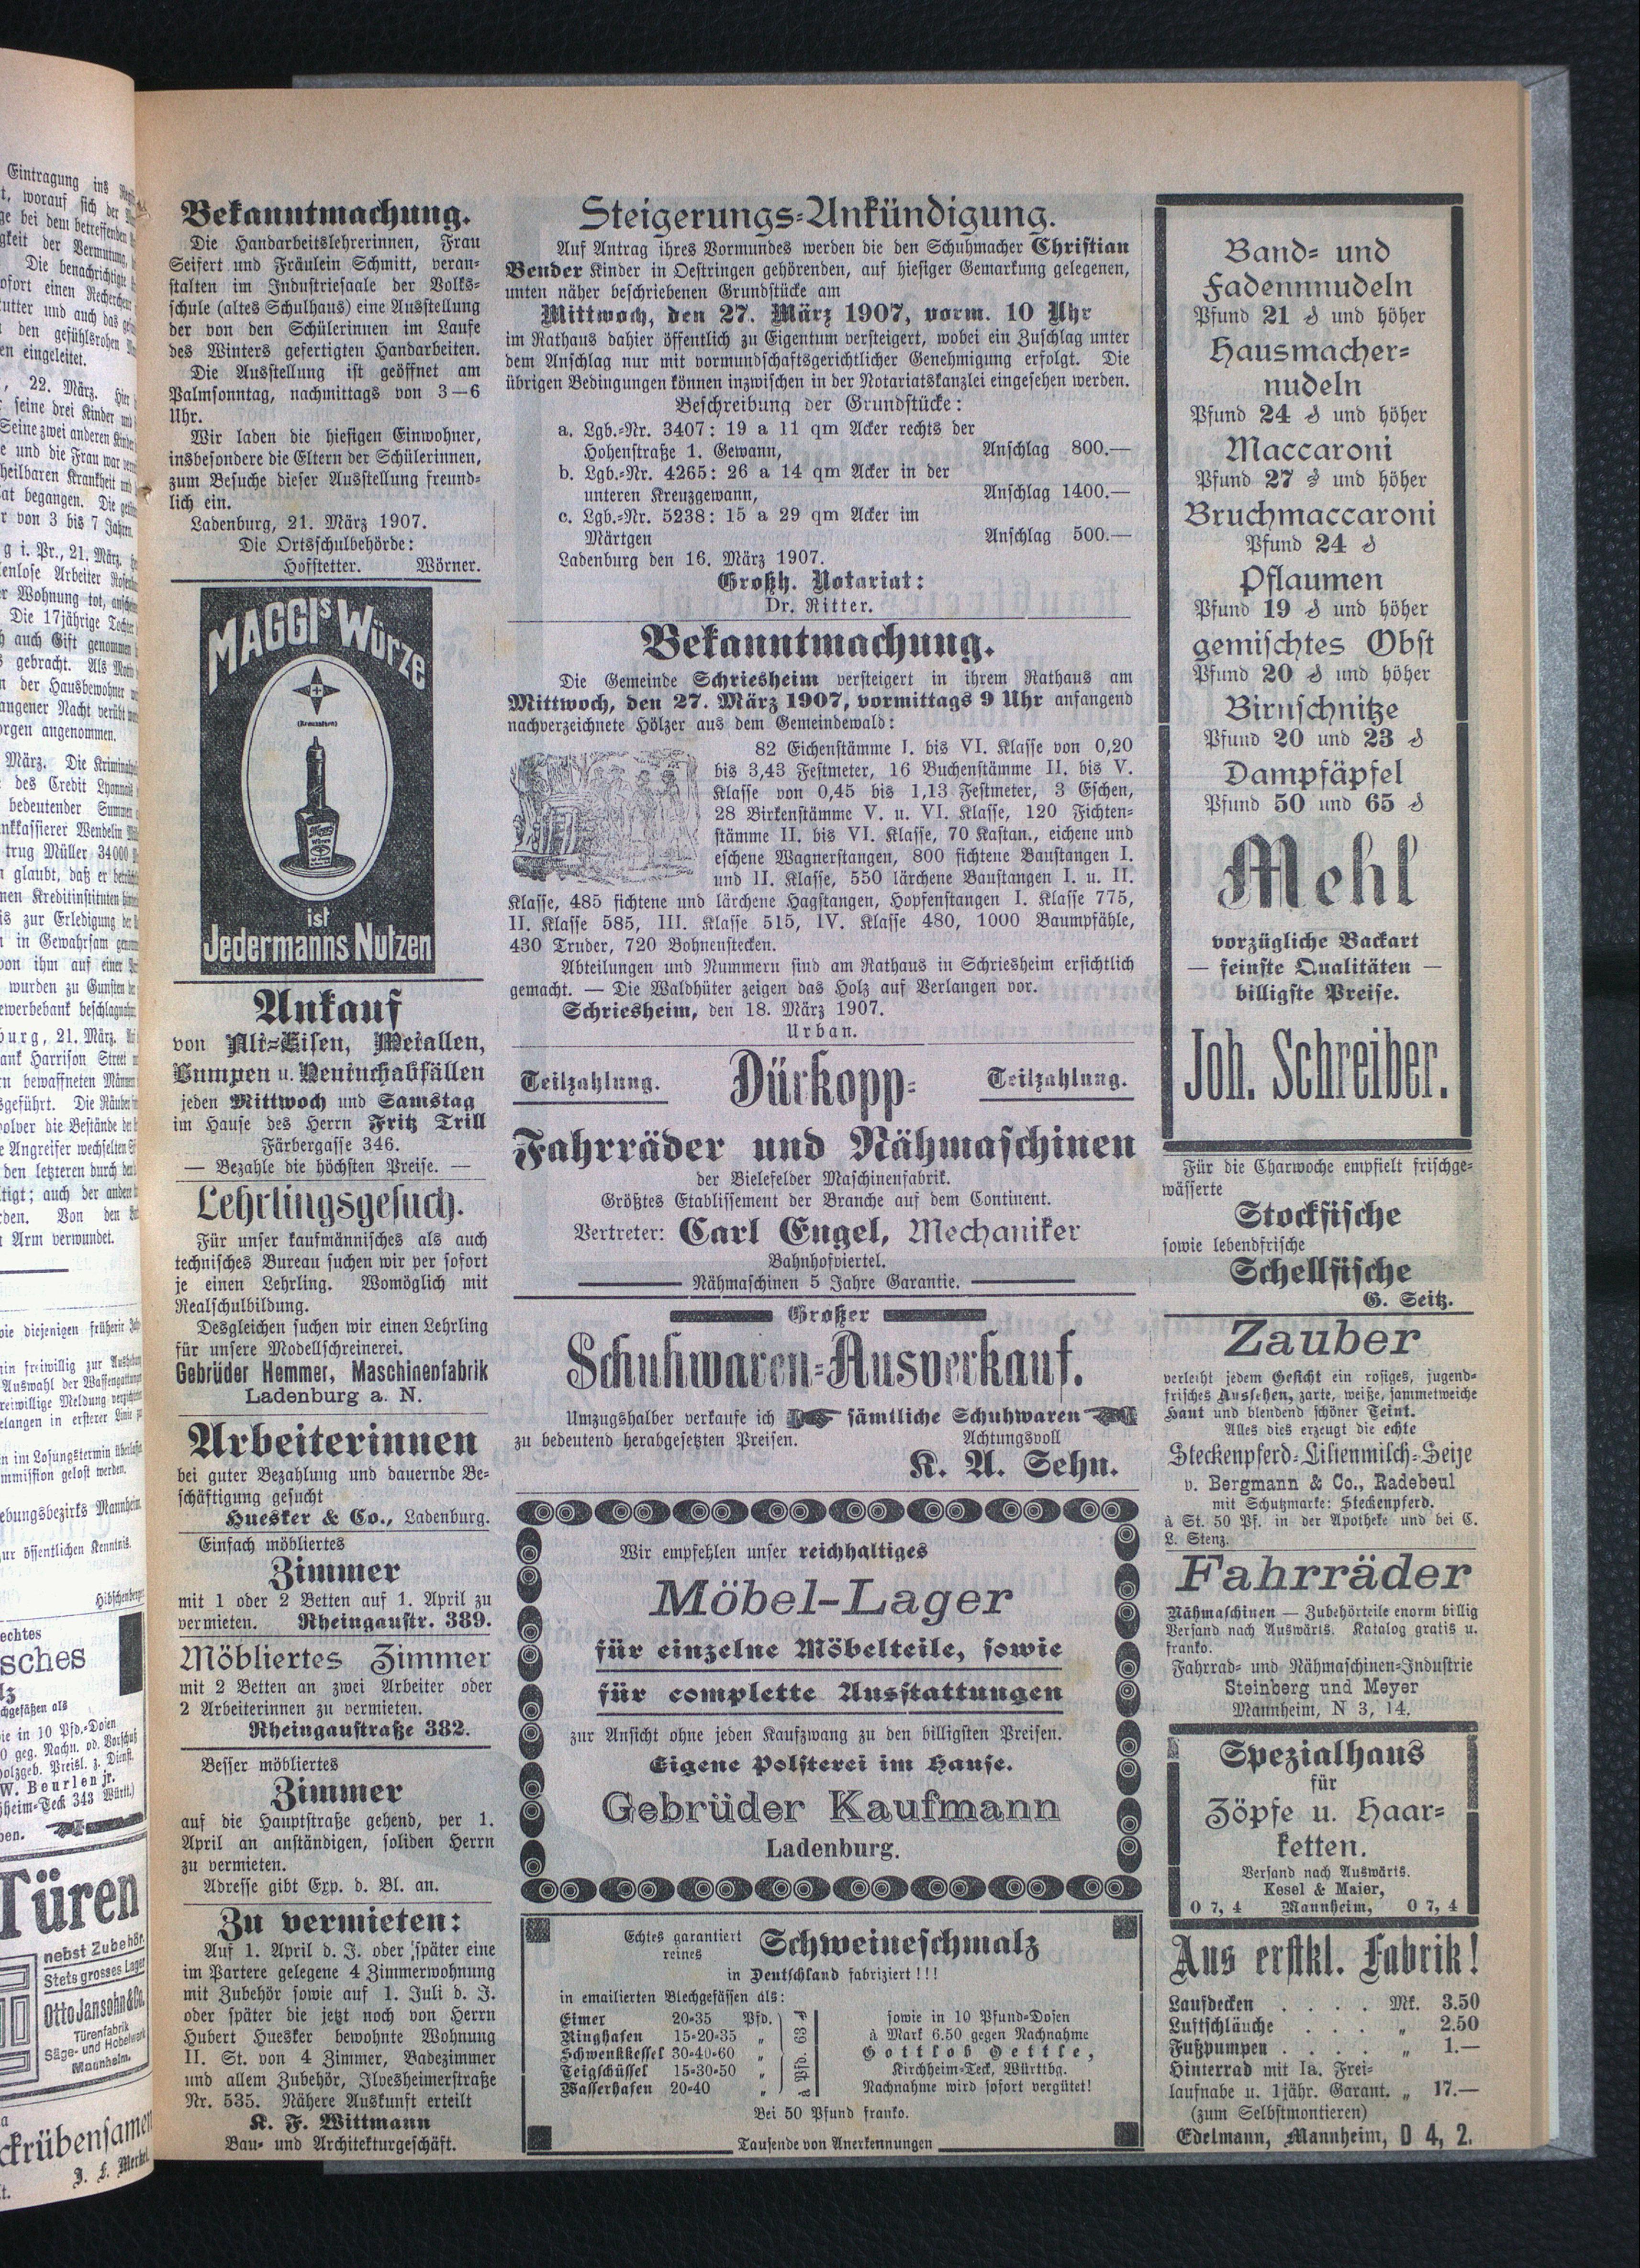 Bekanntmachung.
Die Handarbeitslehrerinnen, Frau
Seifert und Fräulein Schmitt, veran-
stalten im Industriesaale der Volks-
schule (altes Schulhaus) eine Ausstellung
der von den Schülerinnen im Laufe
des Winters gefertigten Handarbeiten.
Die Ausstellung ist geöffnet am
Palmsonntag, nachmittags von 3—6
Uhr.
Wir laden die hiesigen Einwohner,
insbesondere die Eltern der Schülerinnen,
zum Besuche dieser Ausstellung freund-
lich ein.
Ladenburg, 21. März 1907.
Die Ortsschulbehörde:
Hofstetter. Wörner.
MAGGIs Würze
ist
Jedermanns Nutzen
Ankauf
von Alt-Eisen, Metallen,
Lumpen u. Neutuchabfällen
jeden Mittwoch und Samstag
im Hause des Herrn Fritz Trill
Färbergasse 346.
— Bezahle die höchsten Preise. —
Lehrlingsgesuch.
Für unser kaufmännisches als auch
technisches Bureau suchen wir per sofort
je einen Lehrling. Womöglich mit
Realschulbildung.
Desgleichen suchen wir einen Lehrling
für unsere Modellschreinerei.
Gebrüder Hemmer, Maschinenfabrik
Ladenburg a. N.
Arbeiterinnen
bei guter Bezahlung und dauernde Be-
schäftigung gesucht
Huesker & Co., Ladenburg.
Einfach möbliertes
Zimmer
mit 1 oder 2 Betten auf 1. April zu
vermieten. Rheingaustr. 389.
Möbliertes Zimmer
mit 2 Betten an zwei Arbeiter oder
2 Arbeiterinnen zu vermieten.
Rheingaustraße 382.
Besser möbliertes
Zimmer
auf die Hauptstraße gehend, per 1.
April an anständigen, soliden Herrn
zu vermieten.
Adresse gibt Exp. d. Bl. an.
Zu vermieten:
Auf 1. April d. J. oder später eine
im Partere gelegene 4 Zimmerwohnung
mit Zubehör sowie auf 1. Juli d. J.
oder später die jetzt noch von Herrn
Hubert Huesker bewohnte Wohnung
II. St. von 4 Zimmer, Badezimmer
und allem Zubehör, Ilvesheimerstraße
Nr. 535. Nähere Auskunft erteilt
K. F. Wittmann
Bau- und Architekturgeschäft.
Steigerungs-Ankündigung.
Auf Antrag ihres Vormundes werden die den Schuhmacher Christian
Bender Kinder in Oestringen gehörenden, auf hiesiger Gemarkung gelegenen,
unten näher beschriebenen Grundstücke am
Mittwoch, den 27. März 1907, vorm. 10 Uhr
im Rathaus dahier öffentlich zu Eigentum versteigert, wobei ein Zuschlag unter
dem Anschlag nur mit vormundschaftsgerichtlicher Genehmigung erfolgt. Die
übrigen Bedingungen können inzwischen in der Notariatskanzlei eingesehen werden.
Beschreibung der Grundstücke:
a. Lgb.-Nr. 3407: 19 a 11 qm Acker rechts der
Hohenstraße 1. Gewann, Anschlag 800.—
b. Lgb.-Nr. 4265: 26 a 14 qm Acker in der
unteren Kreuzgewann, Anschlag 1400.—
c. Lgb.-Nr. 5238: 15 a 29 qm Acker im
Märtgen Anschlag 500.—
Ladenburg den 16. März 1907.
Großh. Notariat:
Dr. Ritter.
Bekanntmachung.
Die Gemeinde Schriesheim versteigert in ihrem Rathaus am
Mittwoch, den 27. März 1907, vormittags 9 Uhr anfangend
nachverzeichnete Hölzer aus dem Gemeindewald:
82 Eichenstämme I. bis VI. Klasse von 0,20
bis 3,43 Festmeter, 16 Buchenstämme II. bis V.
Klasse von 0,45 bis 1,13 Festmeter, 3 Eschen,
28 Birkenstämme V. u. VI. Klasse, 120 Fichten-
stämme II. bis VI. Klasse, 70 Kastan., eichene und
eschene Wagnerstangen, 800 fichtene Baustangen I.
und II. Klasse, 550 lärchene Baustangen I. u. II.
Klasse, 485 fichtene und lärchene Hagstangen, Hopfenstangen I. Klasse 775,
II. Klasse 585, III. Klasse 515, IV. Klasse 480, 1000 Baumpfähle,
430 Truder, 720 Bohnenstecken.
Abteilungen und Nummern sind am Rathaus in Schriesheim ersichtlich
gemacht. — Die Waldhüter zeigen das Holz auf Verlangen vor.
Schriesheim, den 18. März 1907.
Urban.
Teilzahlung. Dürkopp- Teilzahlung.
Fahrräder und Nähmaschinen
der Bielefelder Maschinenfabrik.
Größtes Etablissement der Branche auf dem Continent.
Vertreter: Carl Engel, Mechaniker
Bahnhofviertel.
Nähmaschinen 5 Jahre Garantie.
Großer
Schuhwaren-Ausverkauf.
Umzugshalber verkaufe ich sämtliche Schuhwaren
zu bedeutend herabgesetzten Preisen. Achtungsvoll
K. A. Sehn.
Wir empfehlen unser reichhaltiges
Möbel-Lager
für einzelne Möbelteile, sowie
für complette Ausstattungen
zur Ansicht ohne jeden Kaufzwang zu den billigsten Preisen.
Eigene Polsterei im Hause.
Gebrüder Kaufmann
Ladenburg.
Echtes garantiert
reines Schweineschmalz
in Deutschland fabriziert!!!
in emailierten Blechgefässen als:
Eimer 20-35 Pfd.
Ringhafen 15-20-35 „
Schwenkkessel 30-40-60 „
Teigschüssel 15-30-50 „
Wasserhafen 20-40 „
à Pfd. 63 ₰
sowie in 10 Pfund-Dosen
à Mark 6.50 gegen Nachnahme
Gottlob Oettle,
Kirchheim-Teck, Württbg.
Nachnahme wird sofort vergütet!
Bei 50 Pfund franko.
Tausende von Anerkennungen
Band- und
Fadennnudeln
Pfund 21 ₰ und höher
Hausmacher-
nudeln
Pfund 24 ₰ und höher
Maccaroni
Pfund 27 ₰ und höher
Bruchmaccaroni
Pfund 24 ₰
Pflaumen
Pfund 19 ₰ und höher
gemischtes Obst
Pfund 20 ₰ und höher
Birnschnitze
Pfund 20 und 23 ₰
Dampfäpfel
Pfund 50 und 65 ₰
Mehl
vorzügliche Backart
— feinste Qualitäten —
billigste Preise.
Joh. Schreiber.
Für die Charwoche empfielt frischge-
wässerte
Stockfische
sowie lebendfrische
Schellfische
G. Seitz.
Zauber
verleiht jedem Gesicht ein rosiges, jugend-
frisches Aussehen, zarte, weiße, sammetweiche
Haut und blendend schöner Teint.
Alles dies erzeugt die echte
Steckenpferd-Lilienmilch-Seife
v. Bergmann & Co., Radebeul
mit Schutzmarke: Steckenpferd.
à St. 50 Pf. in der Apotheke und bei C.
L. Stenz.
Fahrräder
Nähmaschinen — Zubehörteile enorm billig
Versand nach Auswärts. Katalog gratis u.
franko.
Fahrrad- und Nähmaschinen-Industrie
Steinberg und Meyer
Mannheim, N 3, 14.
Spezialhaus
für
Zöpfe u. Haar-
ketten.
Versand nach Auswärts.
Kesel & Maier,
O 7, 4 Mannheim, O 7, 4
Aus erstkl. Fabrik!
Laufdecken . . . . Mk. 3.50
Luftschläuche . . . „ 2.50
Fußpumpen . . . . „ 1.—
Hinterrad mit Ia. Frei-
laufnabe u. 1jähr. Garant. „ 17.—
(zum Selbstmontieren)
Edelmann, Mannheim, D 4, 2.
Türen
nebst Zubehör.
Stets grosses Lager
Otto Jansohn & Co.
Türenfabrik
Säge- und Hobelwerk
Mannheim.